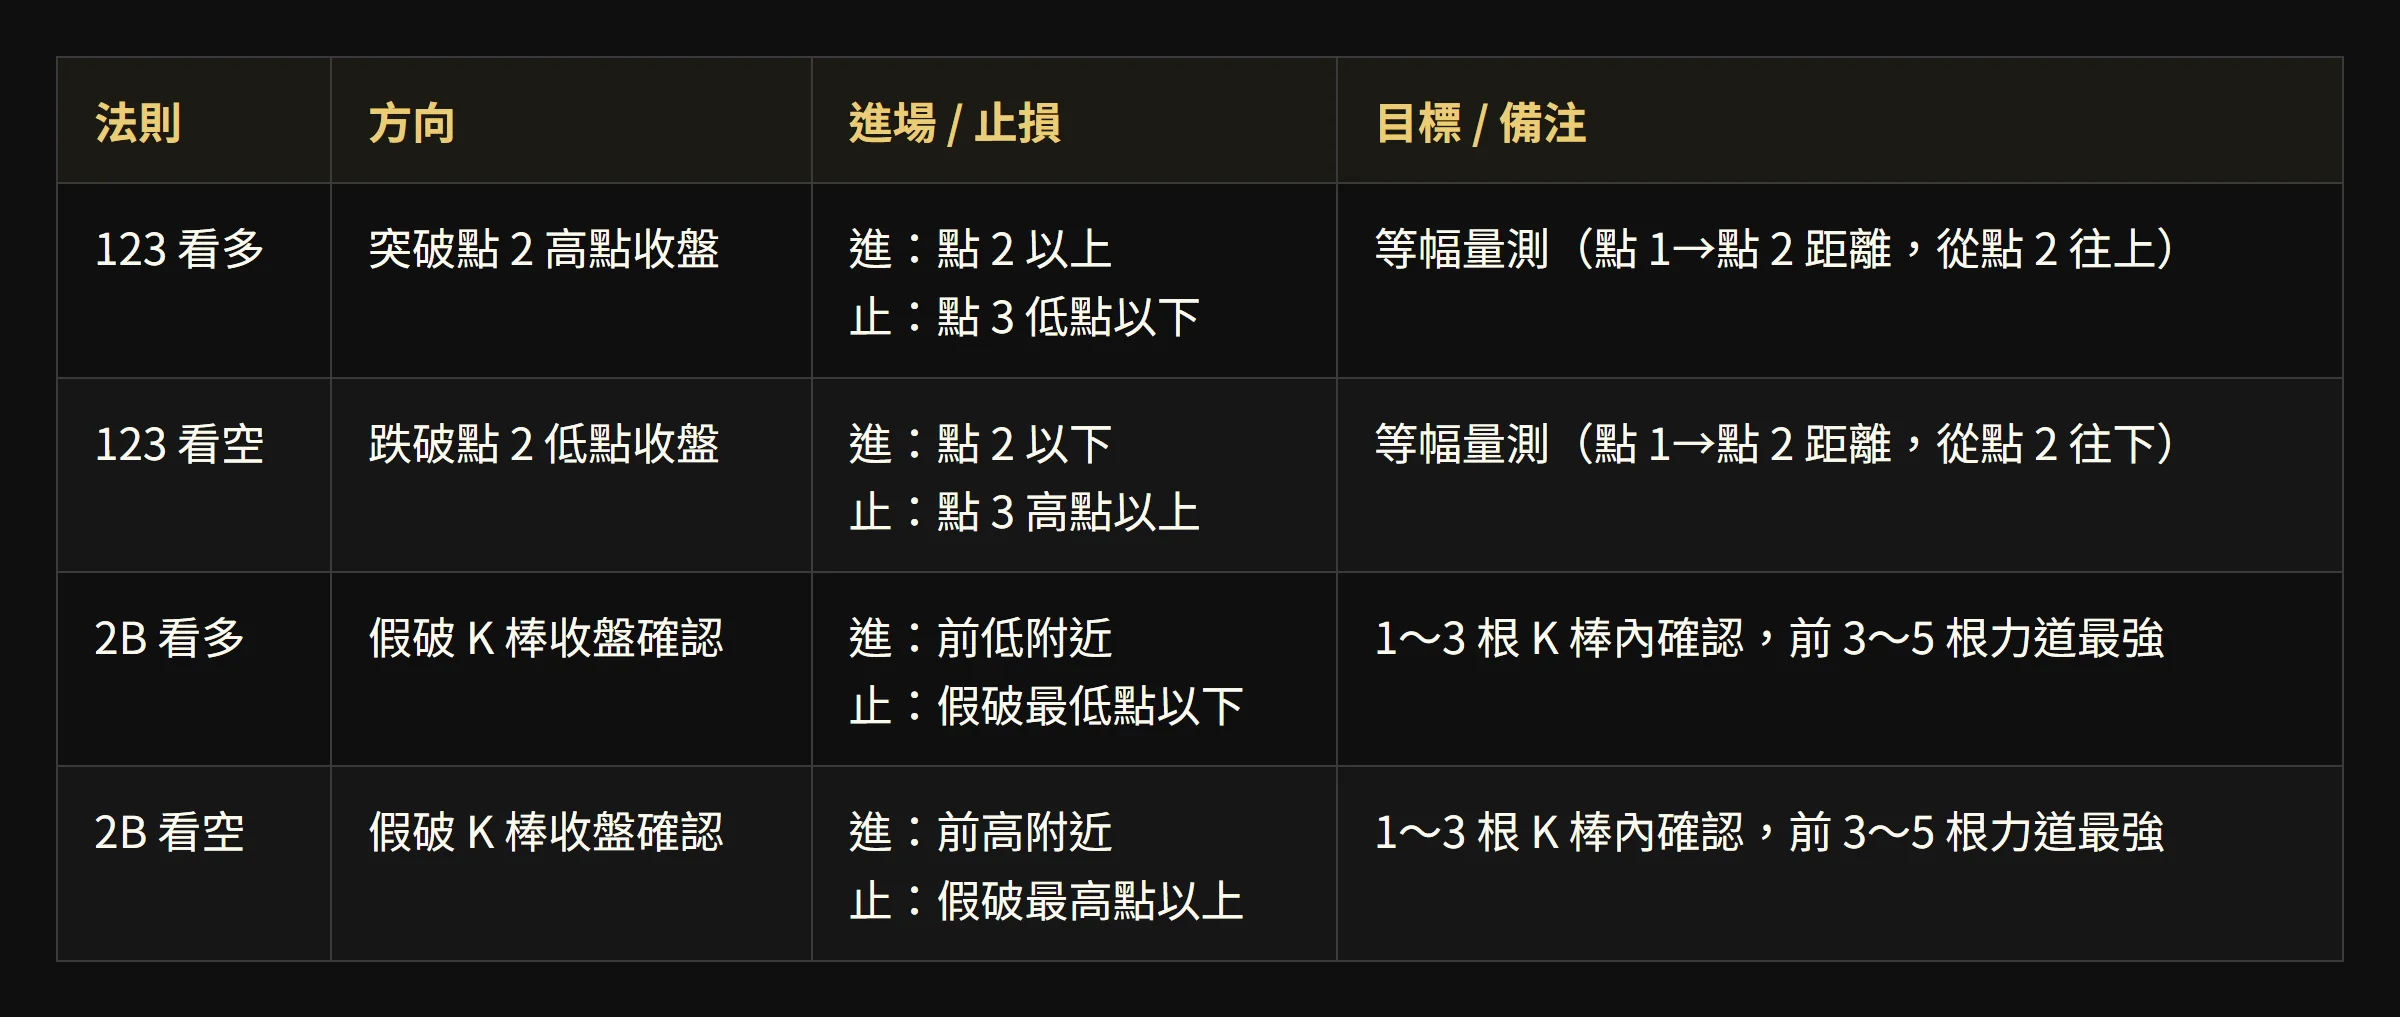 法則 方向 進場 / 止損 目標 / 備注
123 看多 突破點 2 高點收盤 進：點 2 以上 等幅量測（點 1→點 2 距離，從點 2 往上）
止：點 3 低點以下
123 看空 跌破點 2 低點收盤 進：點 2 以下 等幅量測（點 1→點 2 距離，從點 2 往下）
止：點 3 高點以上
2B 看多 假破 K 棒收盤確認 進：前低附近 1～3 根 K 棒內確認，前 3～5 根力道最強
止：假破最低點以下
2B 看空 假破 K 棒收盤確認 進：前高附近 1～3 根 K 棒內確認，前 3～5 根力道最強
止：假破最高點以上